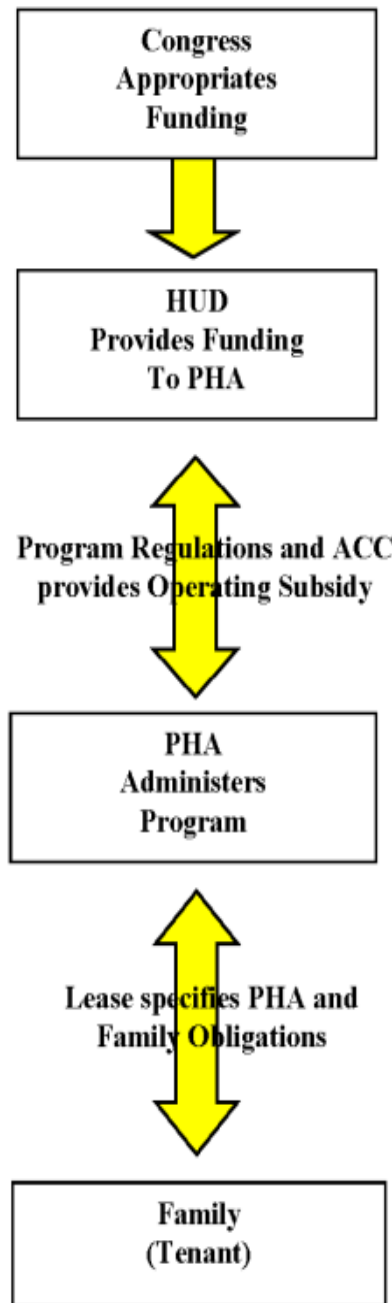 Congress
Appropriates
Funding
HUD
Provides Funding
To PHA
Program Regulations and ACC
provides Operating Subsidy
PHA
Administers
Program
Lease specifies PHA and
Family Obligations
Family
(Tenant)